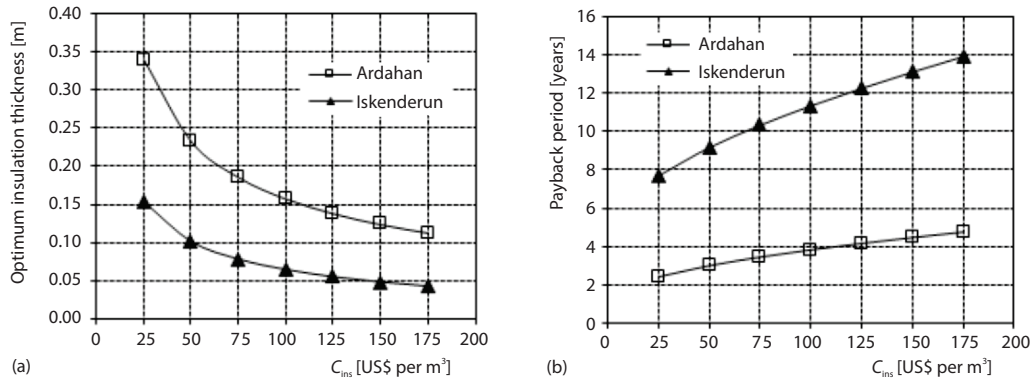 Optimum insulation thickness [m]
0.40
0.35
0.30
0.25
0.20
0.15
0.10
0.05
0.00
Ardahan
Iskenderun
0 25 50 75 100 125 150 175 200
(a)
C_ins [US$ per m³]
Payback period [years]
16
14
12
10
8
6
4
2
0
Ardahan
Iskenderun
0 25 50 75 100 125 150 175 200
(b)
C_ins [US$ per m³]